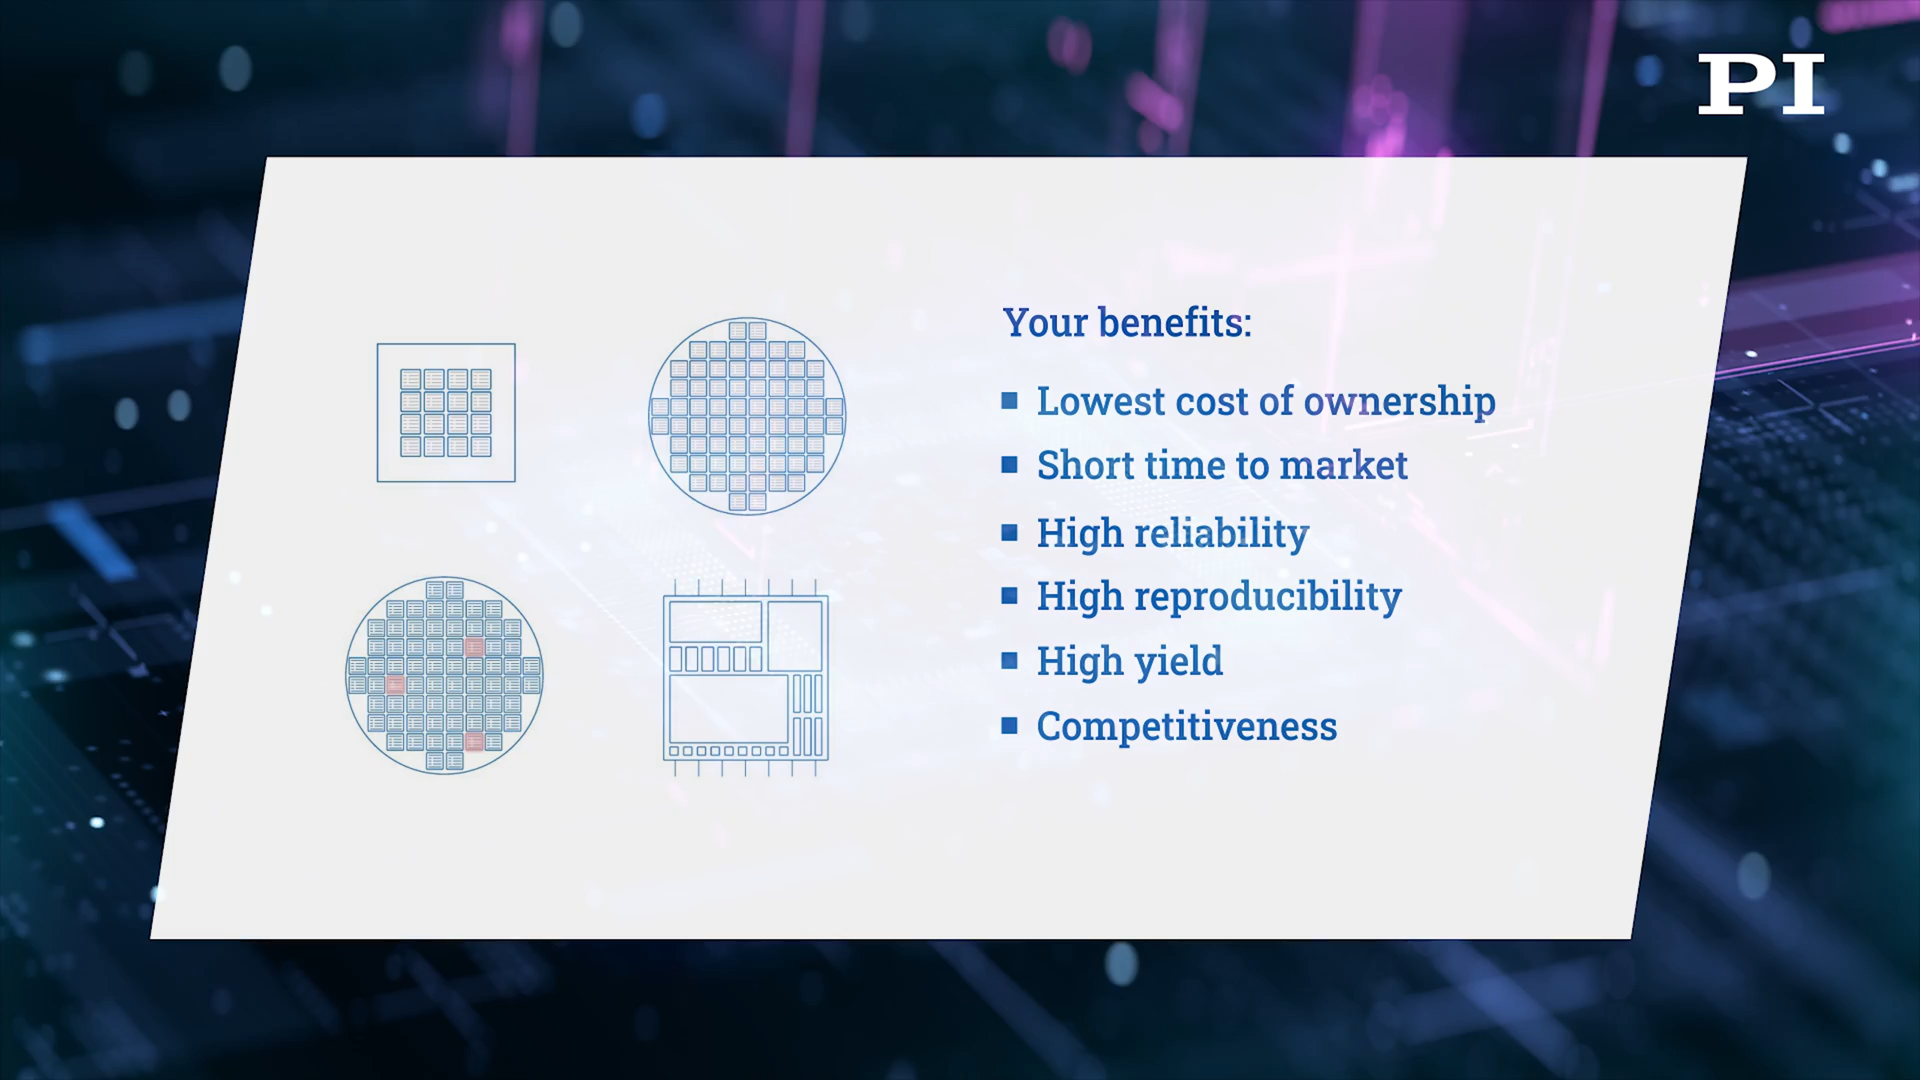 PI
Your benefits:
▪ Lowest cost of ownership
▪ Short time to market
▪ High reliability
▪ High reproducibility
▪ High yield
▪ Competitiveness